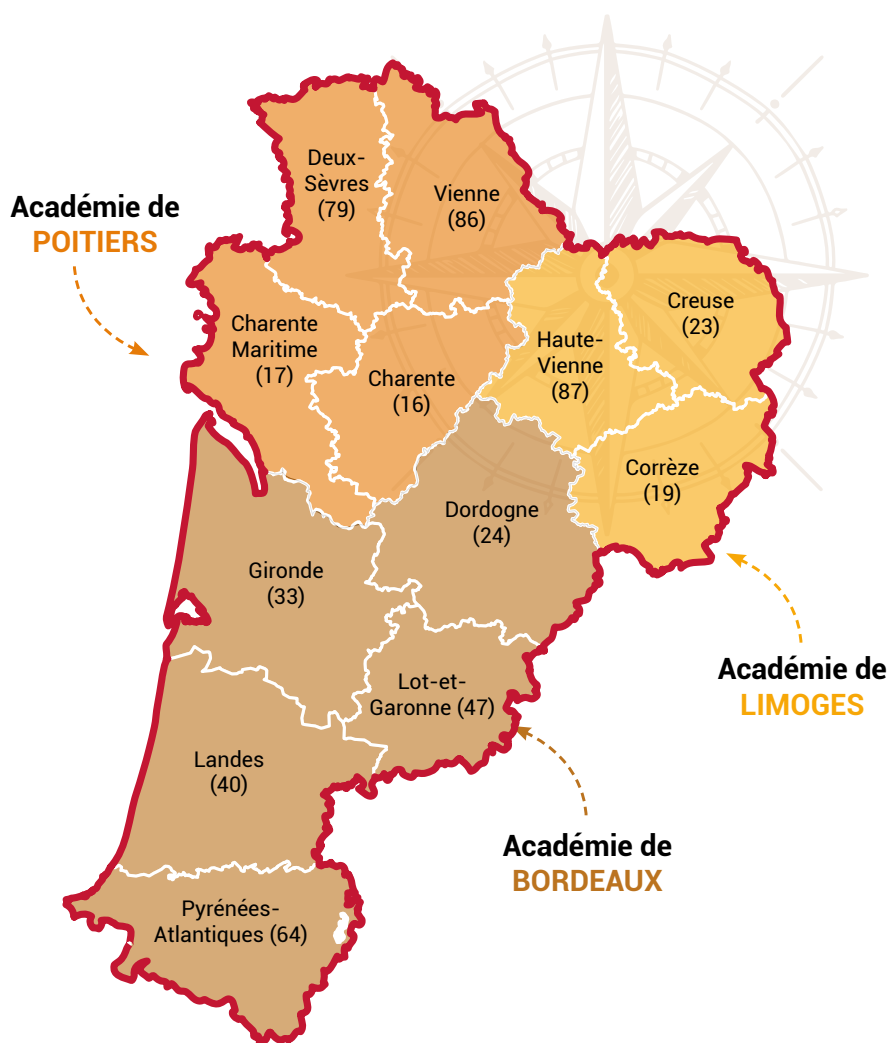 Deux-
Sèvres
(79)
Vienne
(86)
Académie de
POITIERS
Charente
Maritime
(17)
Charente
(16)
Haute-
Vienne
(87)
Creuse
(23)
Corrèze
(19)
Dordogne
(24)
Gironde
(33)
Académie de
LIMOGES
Lot-et-
Garonne (47)
Landes
(40)
Académie de
BORDEAUX
Pyrénées-
Atlantiques (64)